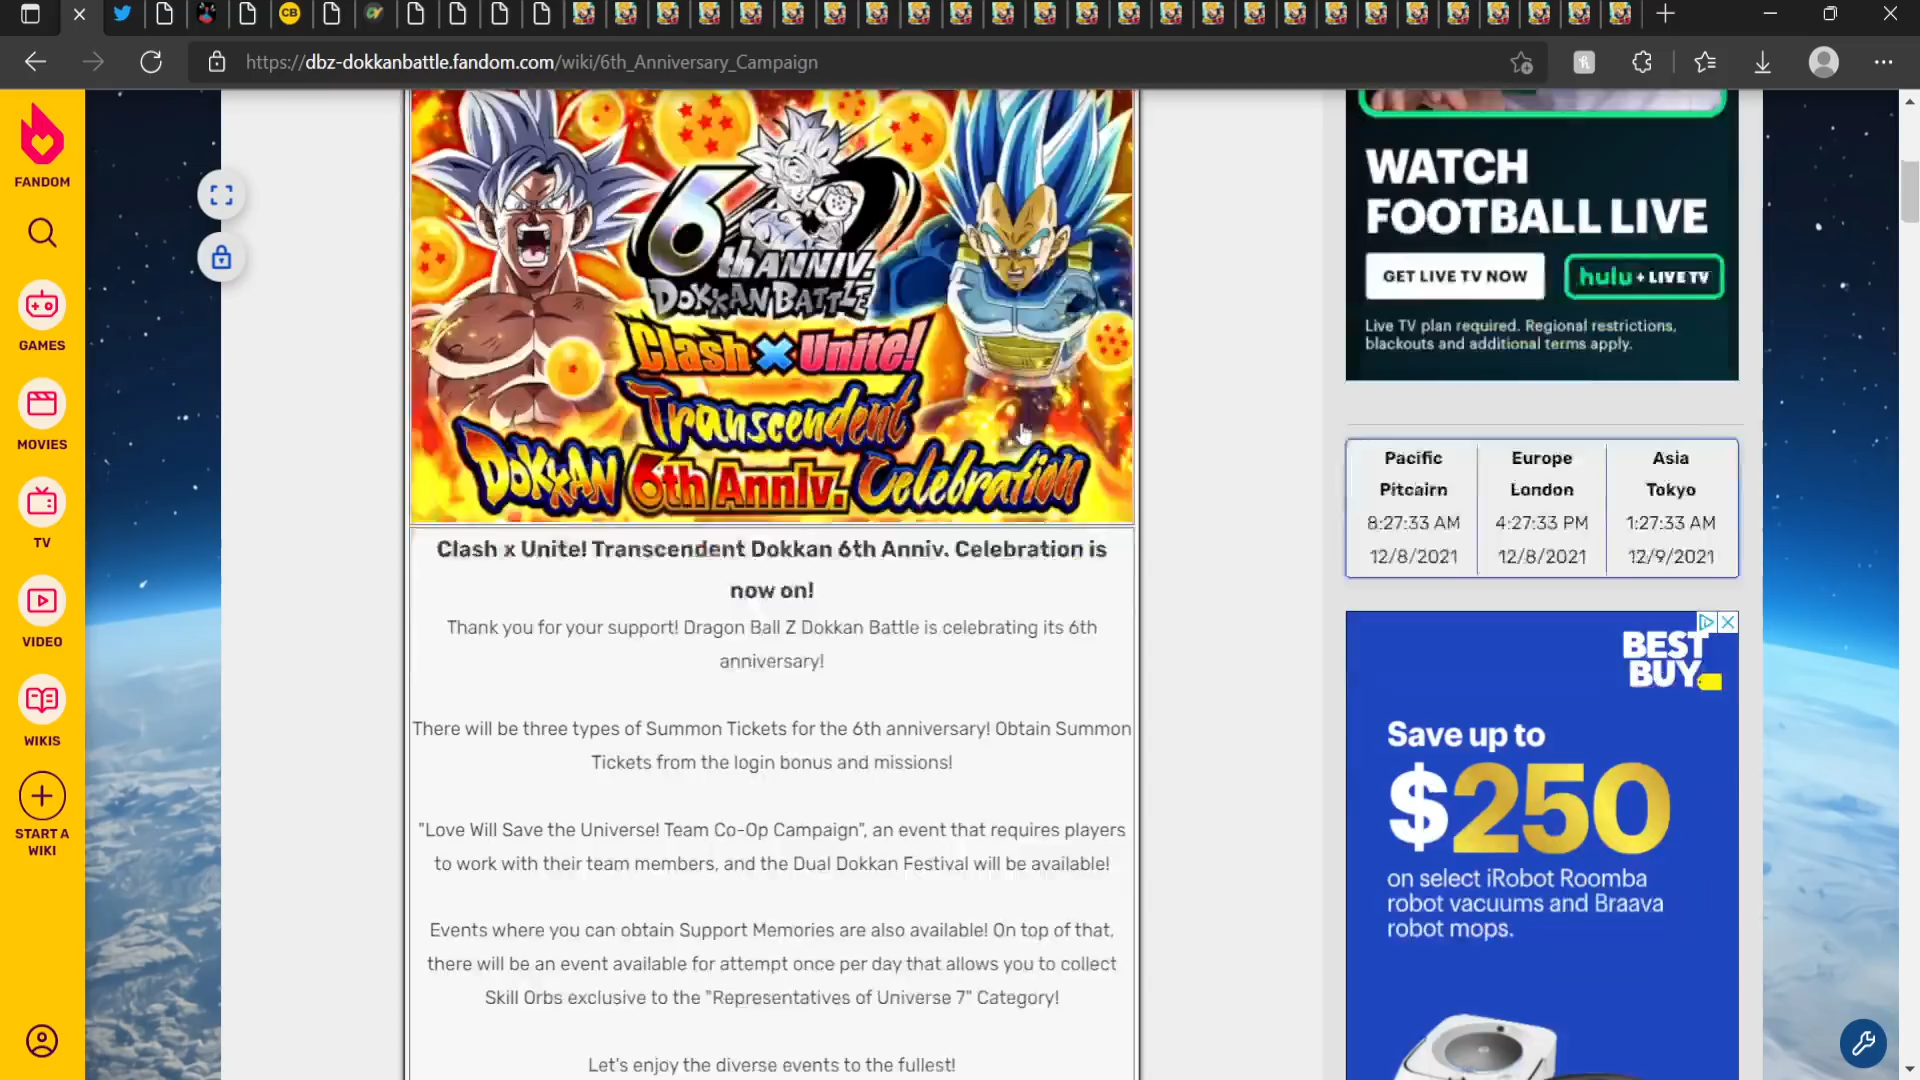 https://dbz-dokkanbattle.fandom.com/wiki/6th_Anniversary_Campaign
CB
FANDOM
GAMES
MOVIES
TV
VIDEO
WIKIS
START A
WIKI
6th ANNIV.
DOKKAN BATTLE
Clash x Unite!
Transcendent
DOKKAN 6th Anniv. Celebration
Clash x Unite! Transcendent Dokkan 6th Anniv. Celebration is
now on!
Thank you for your support! Dragon Ball Z Dokkan Battle is celebrating its 6th
anniversary!
There will be three types of Summon Tickets for the 6th anniversary! Obtain Summon
Tickets from the login bonus and missions!
"Love Will Save the Universe! Team Co-Op Campaign", an event that requires players
to work with their team members, and the Dual Dokkan Festival will be available!
Events where you can obtain Support Memories are also available! On top of that,
there will be an event available for attempt once per day that allows you to collect
Skill Orbs exclusive to the "Representatives of Universe 7" Category!
Let's enjoy the diverse events to the fullest!
WATCH
FOOTBALL LIVE
GET LIVE TV NOW
hulu + LIVE TV
Live TV plan required. Regional restrictions,
blackouts and additional terms apply.
Pacific Europe Asia
Pitcairn London Tokyo
8:27:33 AM 4:27:33 PM 1:27:33 AM
12/8/2021 12/8/2021 12/9/2021
BEST
BUY
Save up to
$250
on select iRobot Roomba
robot vacuums and Braava
robot mops.